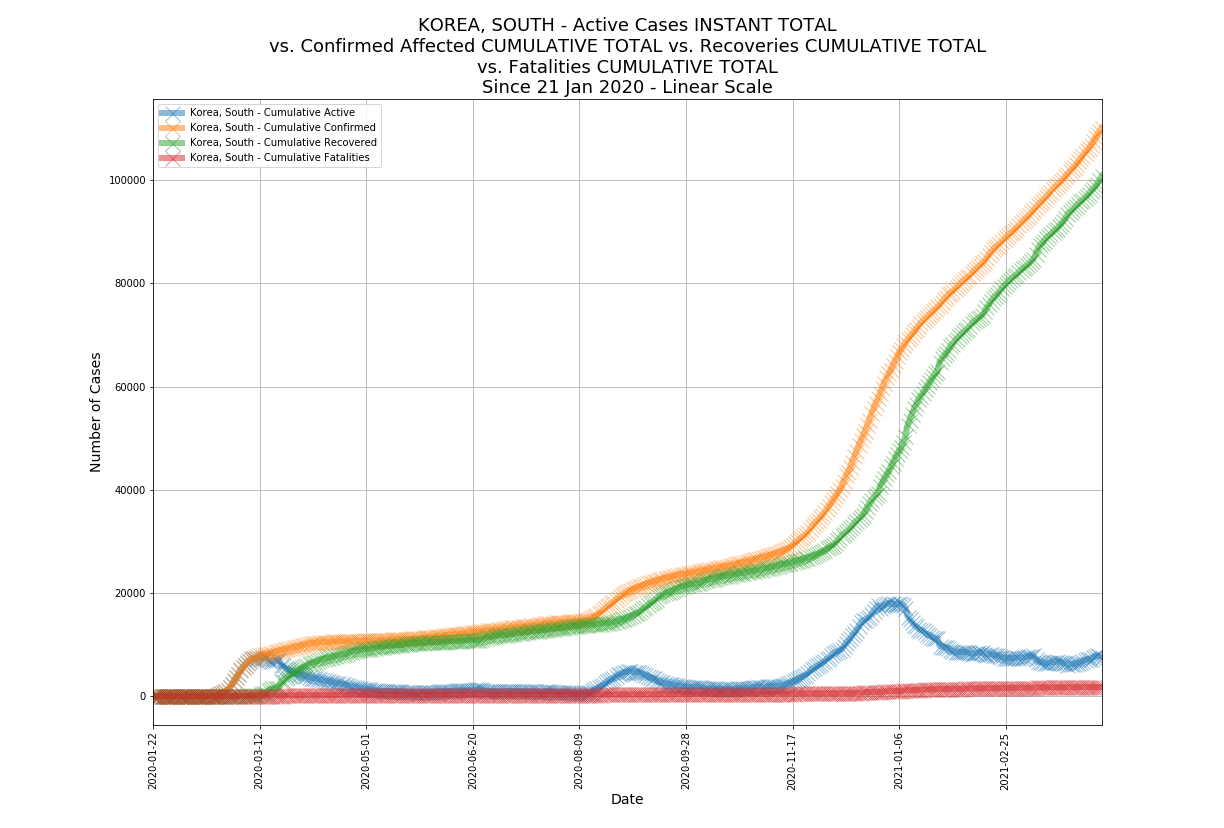 KOREA, SOUTH - Active Cases INSTANT TOTAL
vs. Confirmed Affected CUMULATIVE TOTAL vs. Recoveries CUMULATIVE TOTAL
vs. Fatalities CUMULATIVE TOTAL
Since 21 Jan 2020 - Linear Scale
Korea, South - Cumulative Active
Korea, South - Cumulative Confirmed
Korea, South - Cumulative Recovered
Korea, South - Cumulative Fatalities
Number of Cases
100000
80000
60000
40000
20000
0
2020-01-22
2020-03-12
2020-05-01
2020-06-20
2020-08-09
2020-09-28
2020-11-17
2021-01-06
2021-02-25
Date